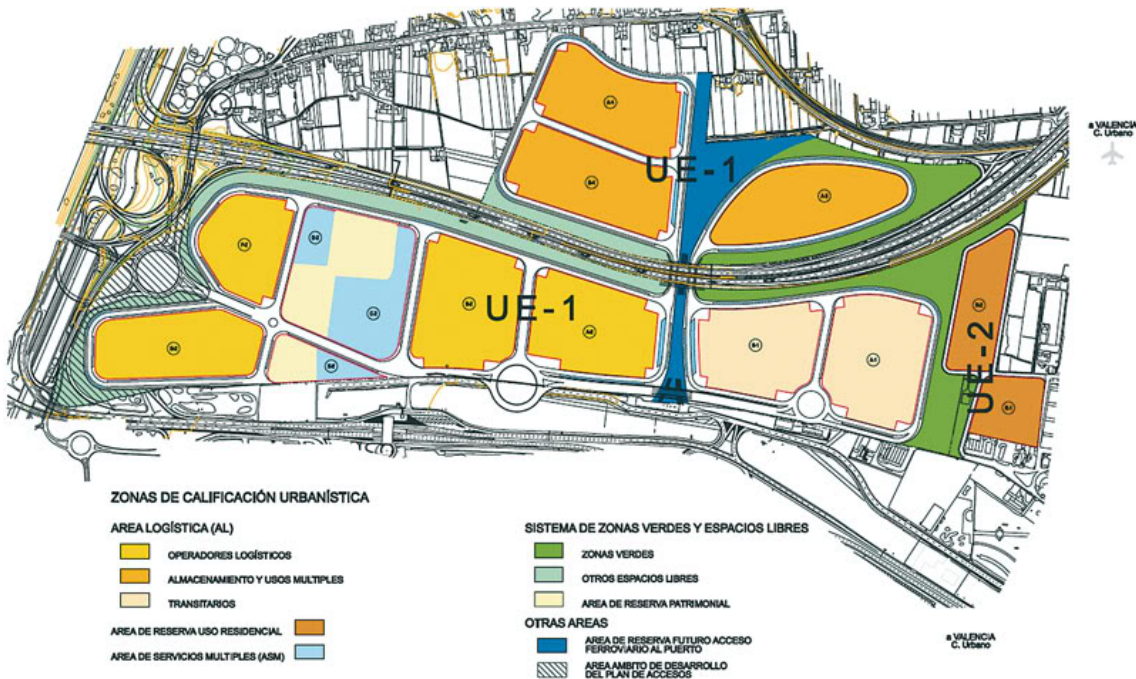 a VALENCIA
C. Urbano
UE-1
UE-1
UE-2
ZONAS DE CALIFICACIÓN URBANÍSTICA
AREA LOGÍSTICA (AL)
OPERADORES LOGÍSTICOS
ALMACENAMIENTO Y USOS MULTIPLES
TRANSITARIOS
AREA DE RESERVA USO RESIDENCIAL
AREA DE SERVICIOS MULTIPLES (ASM)
SISTEMA DE ZONAS VERDES Y ESPACIOS LIBRES
ZONAS VERDES
OTROS ESPACIOS LIBRES
AREA DE RESERVA PATRIMONIAL
OTRAS AREAS
AREA DE RESERVA FUTURO ACCESO
FERROVIARIO AL PUERTO
AREA AMBITO DE DESARROLLO
DEL PLAN DE ACCESOS
a VALENCIA
C. Urbano